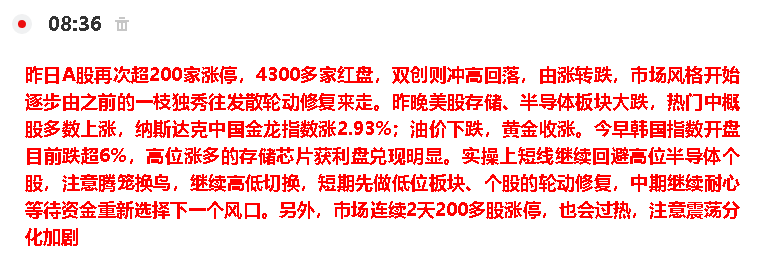 08:36
昨日A股再次超200家涨停，4300多家红盘，双创则冲高回落，由涨转跌，市场风格开始
逐步由之前的一枝独秀往发散轮动修复来走。昨晚美股存储、半导体板块大跌，热门中概
股多数上涨，纳斯达克中国金龙指数涨2.93%；油价下跌，黄金收涨。今早韩国指数开盘
目前跌超6%，高位涨多的存储芯片获利盘兑现明显。实操上短线继续回避高位半导体个
股，注意腾笼换鸟，继续高低切换，短期先做低位板块、个股的轮动修复，中期继续耐心
等待资金重新选择下一个风口。另外，市场连续2天200多股涨停，也会过热，注意震荡分
化加剧